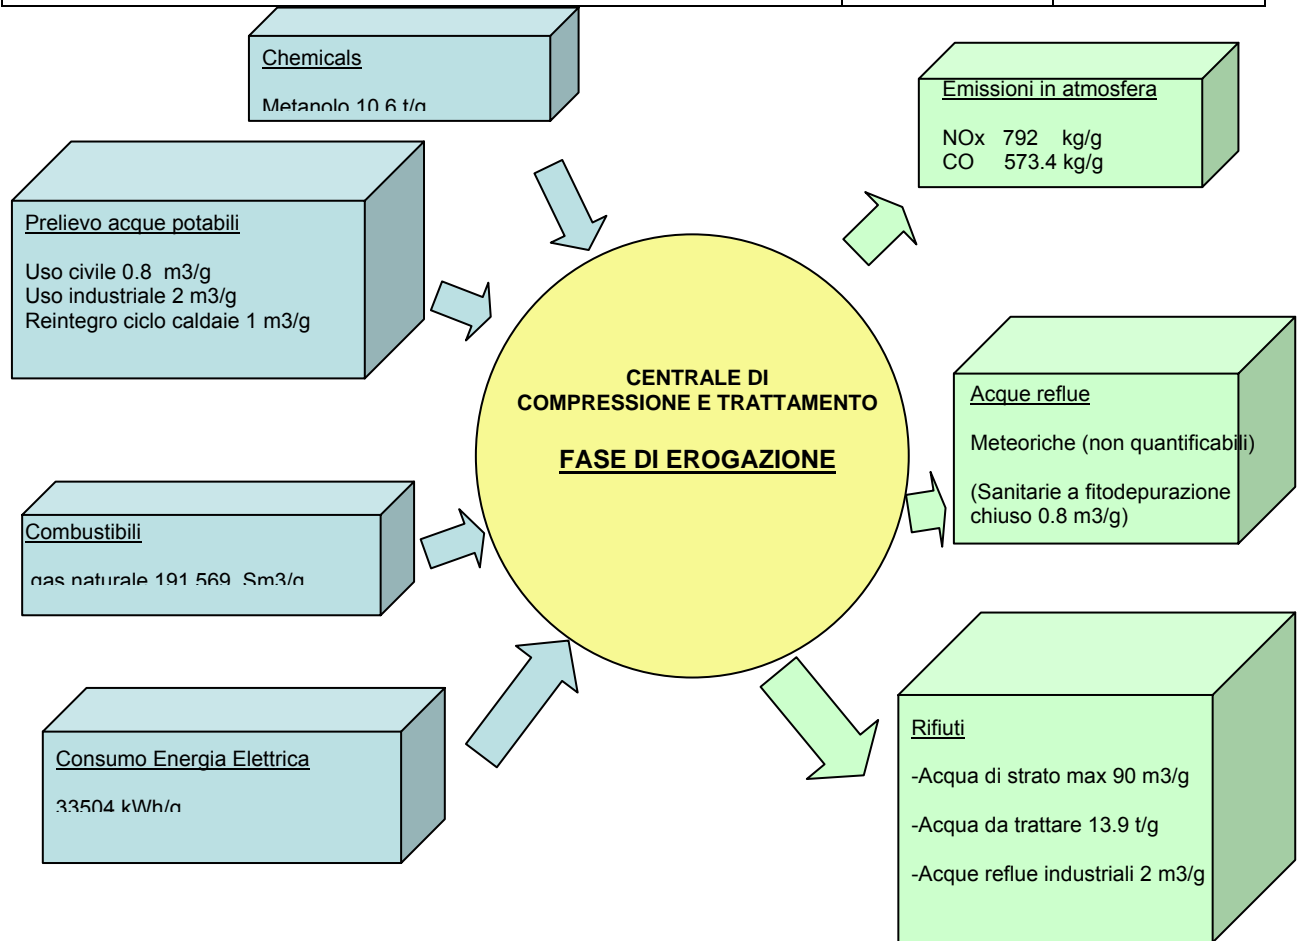 Chemicals
Metanolo 10.6 t/g
Emissioni in atmosfera
NOx 792 kg/g
CO 573.4 kg/g
Prelievo acque potabili
Uso civile 0.8 m3/g
Uso industriale 2 m3/g
Reintegro ciclo caldaie 1 m3/g
CENTRALE DI
COMPRESSIONE E TRATTAMENTO
FASE DI EROGAZIONE
Acque reflue
Meteoriche (non quantificabili)
(Sanitarie a fitodepurazione
chiuso 0.8 m3/g)
Combustibili
gas naturale 191.569 Sm3/g
Consumo Energia Elettrica
33504 kWh/g
Rifiuti
-Acqua di strato max 90 m3/g
-Acqua da trattare 13.9 t/g
-Acque reflue industriali 2 m3/g